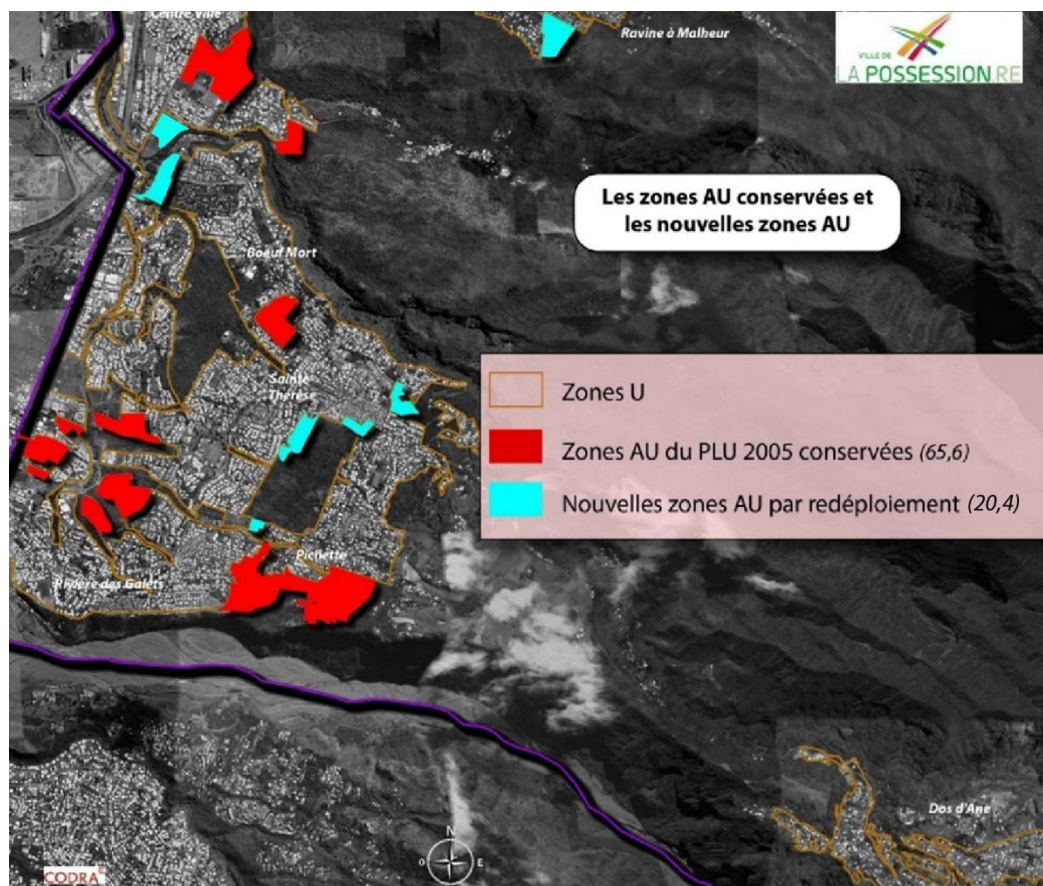 Centre Ville
Ravine à Malheur
VILLE DE
LA POSSESSION.RE
Les zones AU conservées et
les nouvelles zones AU
Boeuf Mort
Sainte
Thérèse
Zones U
Zones AU du PLU 2005 conservées (65,6)
Nouvelles zones AU par redéploiement (20,4)
Pichette
Rivière des Galets
Dos d'Ane
N
O
E
CODRA